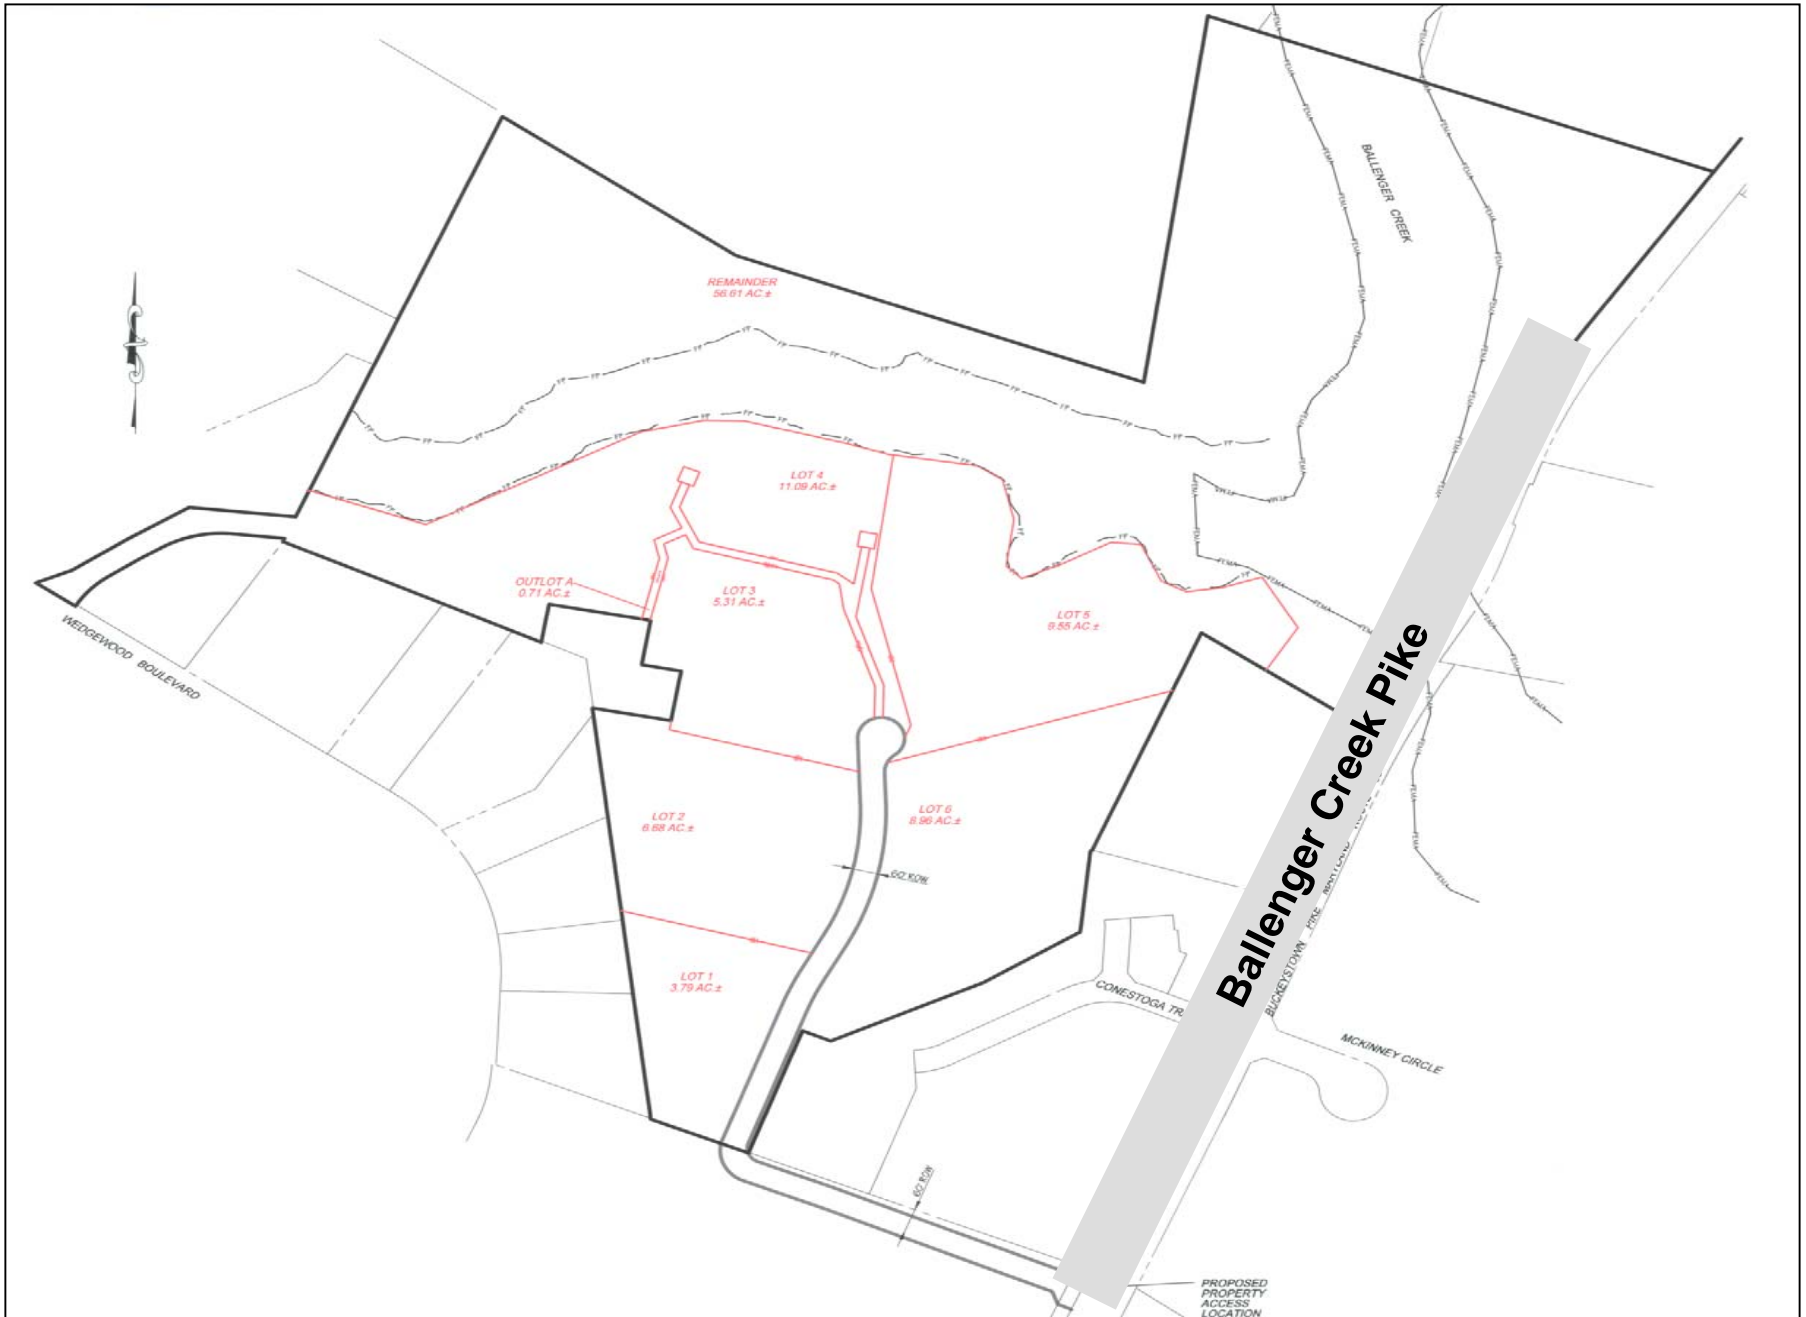 BALLENGER CREEK
REMAINDER
56.61 AC.±
LOT 4
11.09 AC.±
OUTLOT A
0.71 AC.±
LOT 3
5.31 AC.±
LOT 5
9.55 AC.±
WEDGEWOOD BOULEVARD
LOT 2
6.68 AC.±
LOT 6
8.96 AC.±
60' ROW
LOT 1
3.79 AC.±
Ballenger Creek Pike
BUCKEYSTOWN PIKE MARYLAND
CONESTOGA TR
MCKINNEY CIRCLE
60' ROW
PROPOSED
PROPERTY
ACCESS
LOCATION